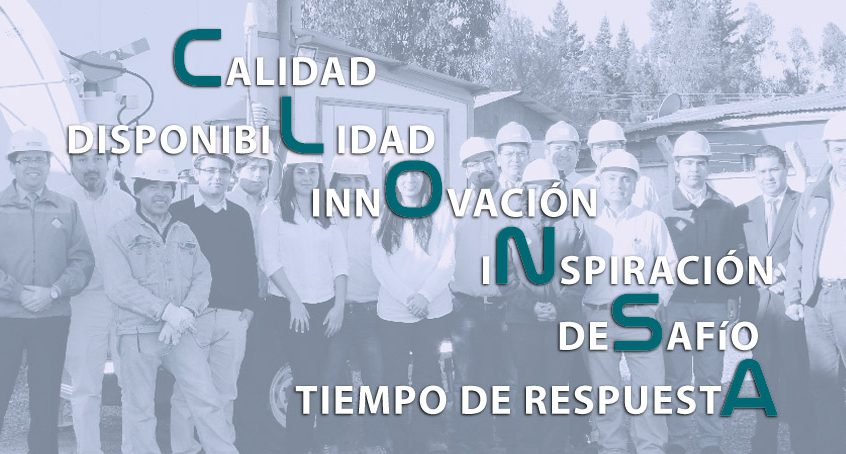 CALIDAD
DISPONIBILIDAD
INNOVACIÓN
INSPIRACIÓN
DESAFíO
TIEMPO DE RESPUESTA